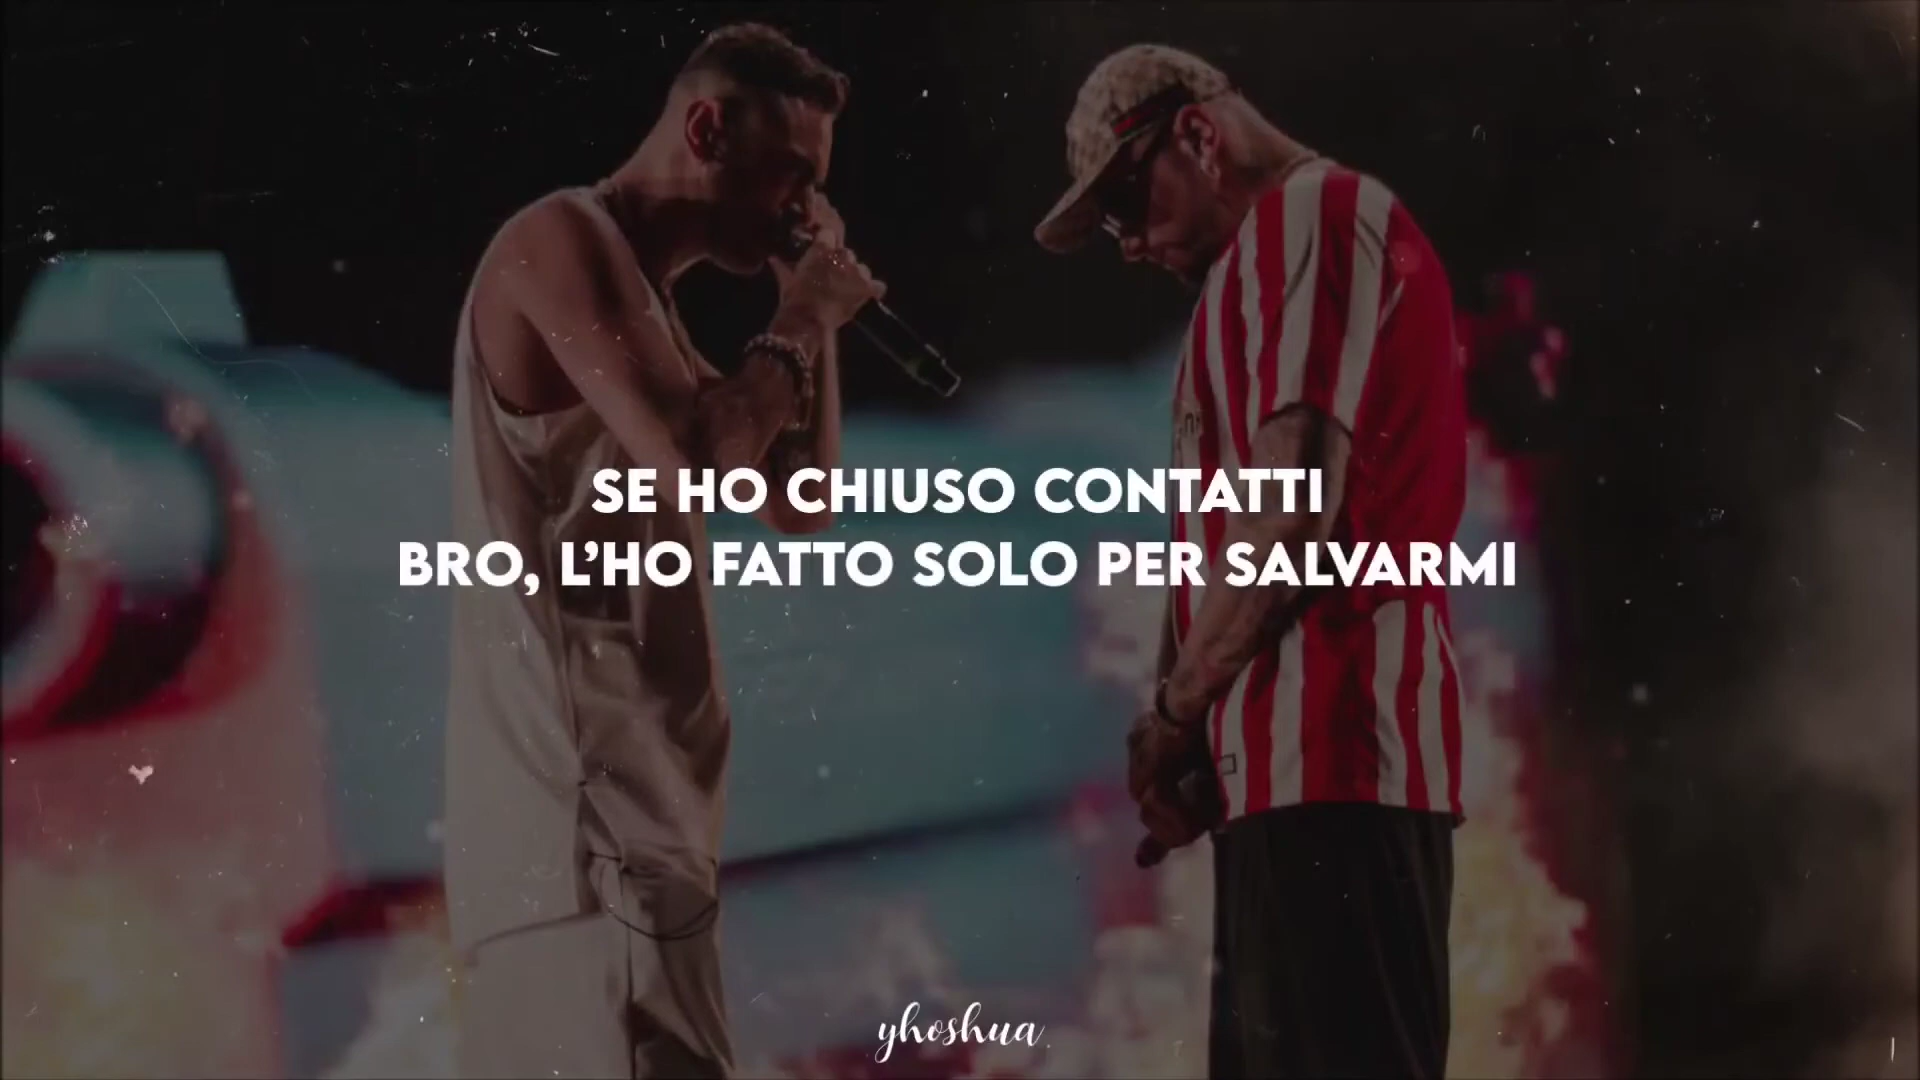 SE HO CHIUSO CONTATTI
BRO, L’HO FATTO SOLO PER SALVARMI
yhoshua